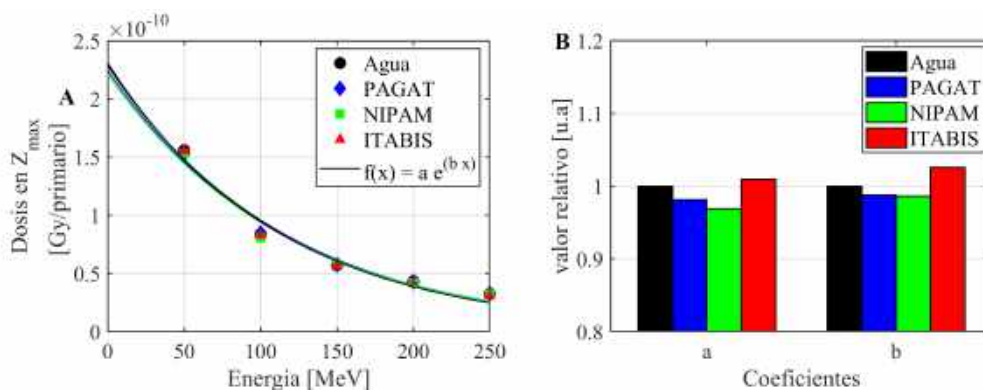 ×10⁻¹⁰
2.5
2
1.5
1
0.5
0
A
Dosis en Z_max
[Gy/primario]
Agua
PAGAT
NIPAM
ITABIS
f(x) = a e^(b x)
0 50 100 150 200 250
Energia [MeV]
B
1.2
1.1
1
0.9
0.8
valor relativo [u.a]
Agua
PAGAT
NIPAM
ITABIS
a b
Coeficientes